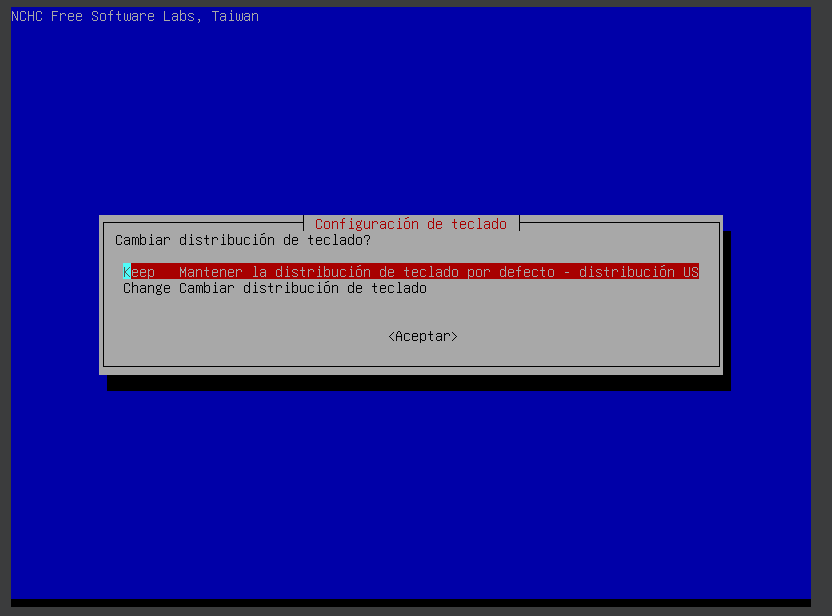 NCHC Free Software Labs, Taiwan
Configuración de teclado
Cambiar distribución de teclado?
Keep Mantener la distribución de teclado por defecto - distribución US
Change Cambiar distribución de teclado
<Aceptar>